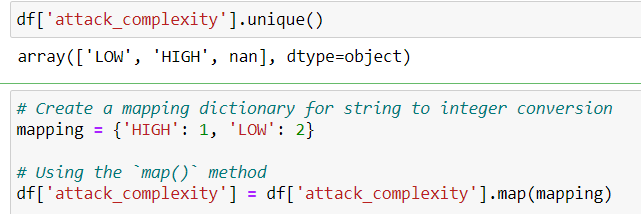 df['attack_complexity'].unique()
array(['LOW', 'HIGH', nan], dtype=object)
# Create a mapping dictionary for string to integer conversion
mapping = {'HIGH': 1, 'LOW': 2}
# Using the `map()` method
df['attack_complexity'] = df['attack_complexity'].map(mapping)